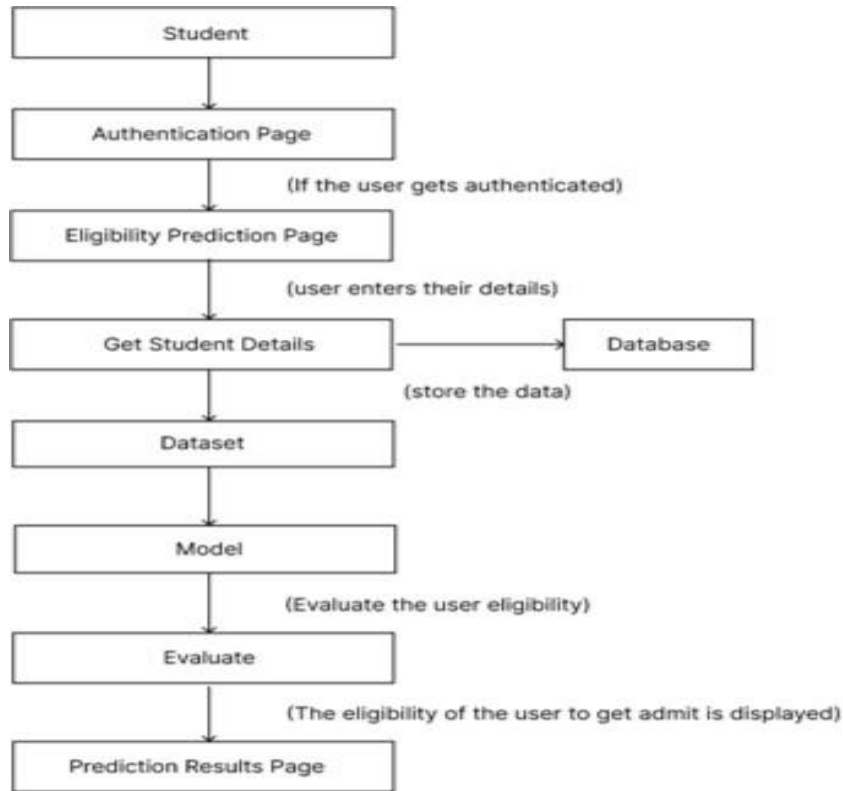 Student
Authentication Page
(If the user gets authenticated)
Eligibility Prediction Page
(user enters their details)
Get Student Details
Database
(store the data)
Dataset
Model
(Evaluate the user eligibility)
Evaluate
(The eligibility of the user to get admit is displayed)
Prediction Results Page